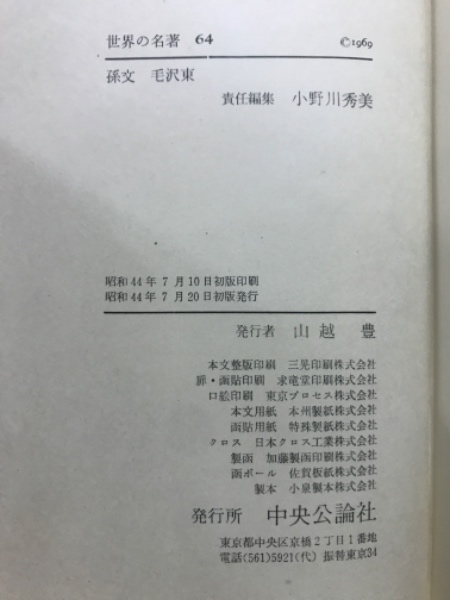 世界の名著 64 ©1969
孫文 毛沢東
責任編集 小野川秀美
昭和44年7月10日初版印刷
昭和44年7月20日初版発行
発行者 山越 豊
本文整版印刷 三晃印刷株式会社
扉・函貼印刷 求竜堂印刷株式会社
口絵印刷 東京プロセス株式会社
本文用紙 本州製紙株式会社
函貼用紙 特殊製紙株式会社
クロス 日本クロス工業株式会社
製函 加藤製函印刷株式会社
函ボール 佐賀板紙株式会社
製本 小泉製本株式会社
発行所 中央公論社
東京都中央区京橋2丁目1番地
電話(561)5921(代) 振替東京34